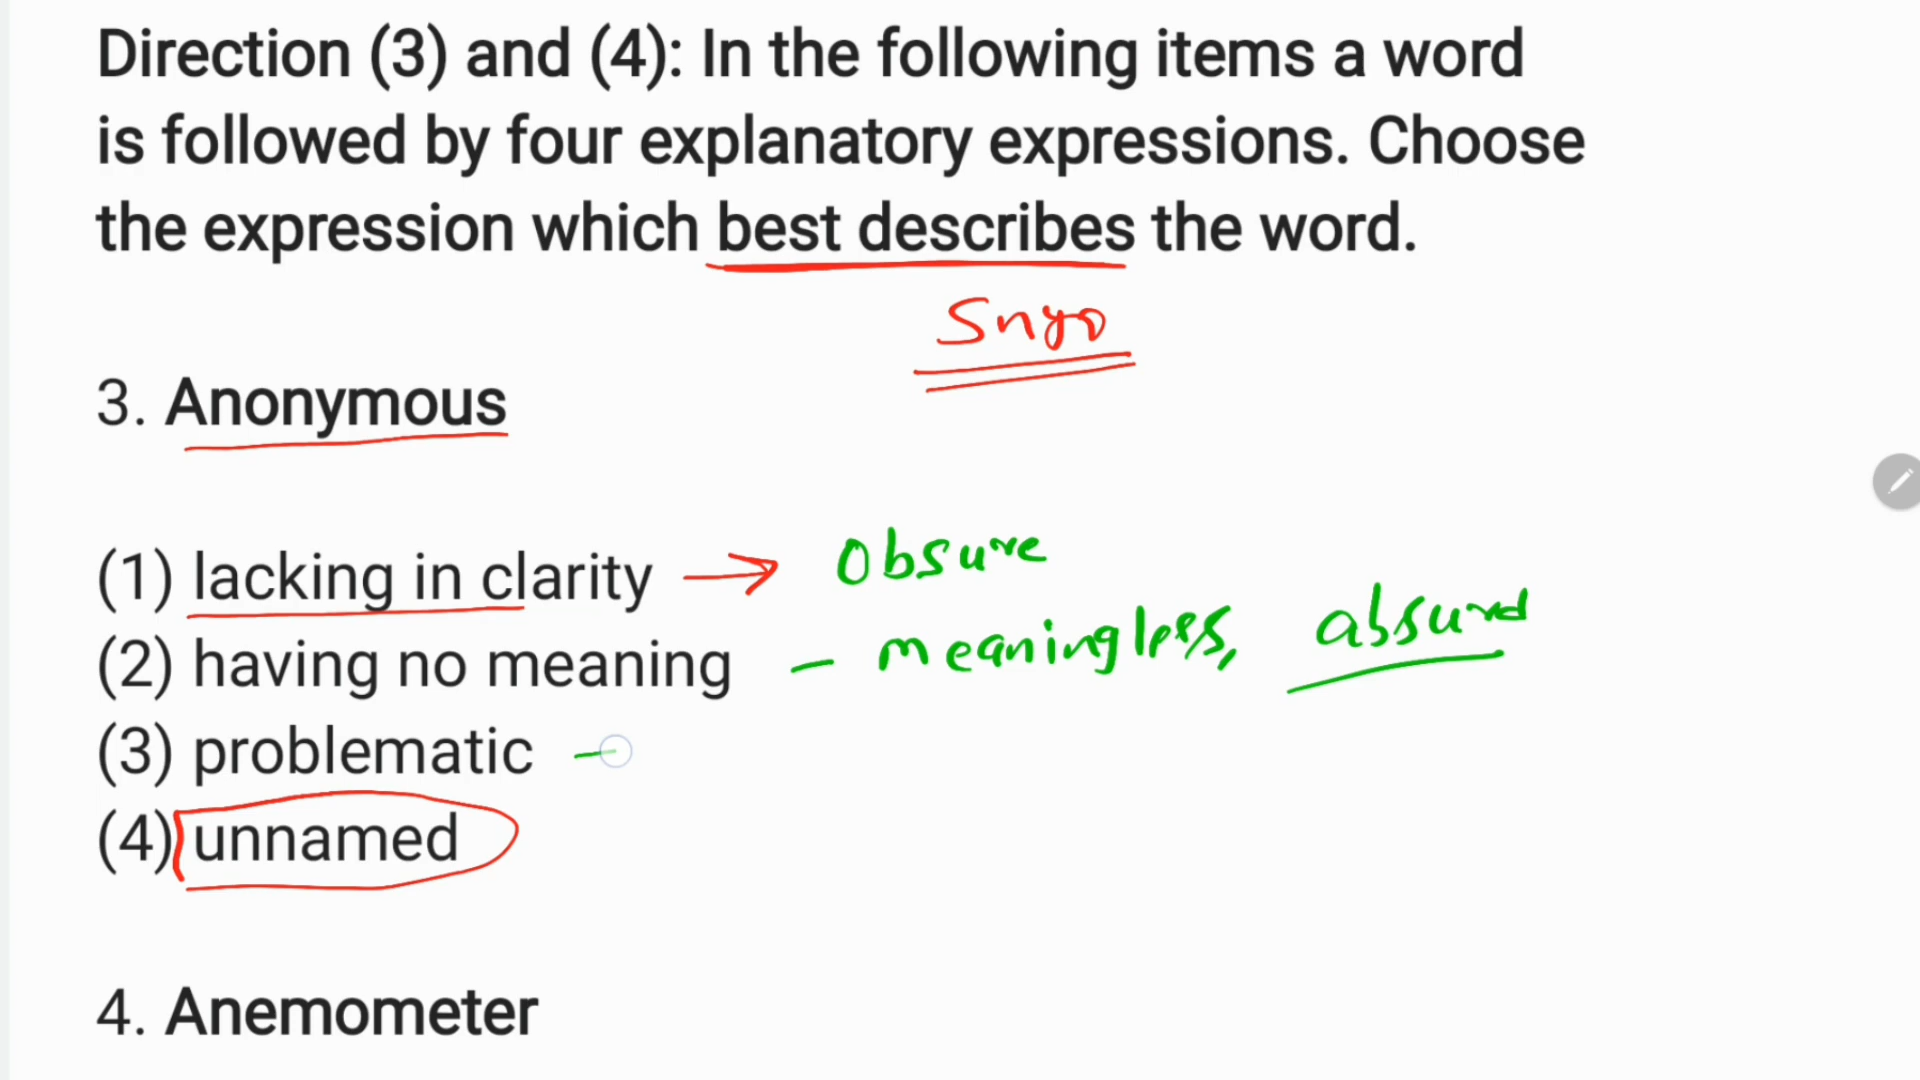 Direction (3) and (4): In the following items a word
is followed by four explanatory expressions. Choose
the expression which best describes the word.
Snyo
3. Anonymous
(1) lacking in clarity → Obsure
(2) having no meaning – meaningless, absurd
(3) problematic –
(4) unnamed
4. Anemometer